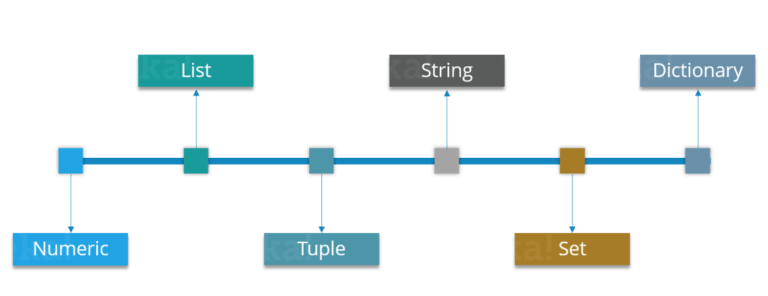 List
String
Dictionary
Numeric
Tuple
Set